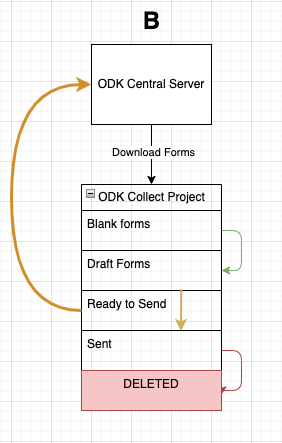 B
ODK Central Server
Download Forms
ODK Collect Project
Blank forms
Draft Forms
Ready to Send
Sent
DELETED